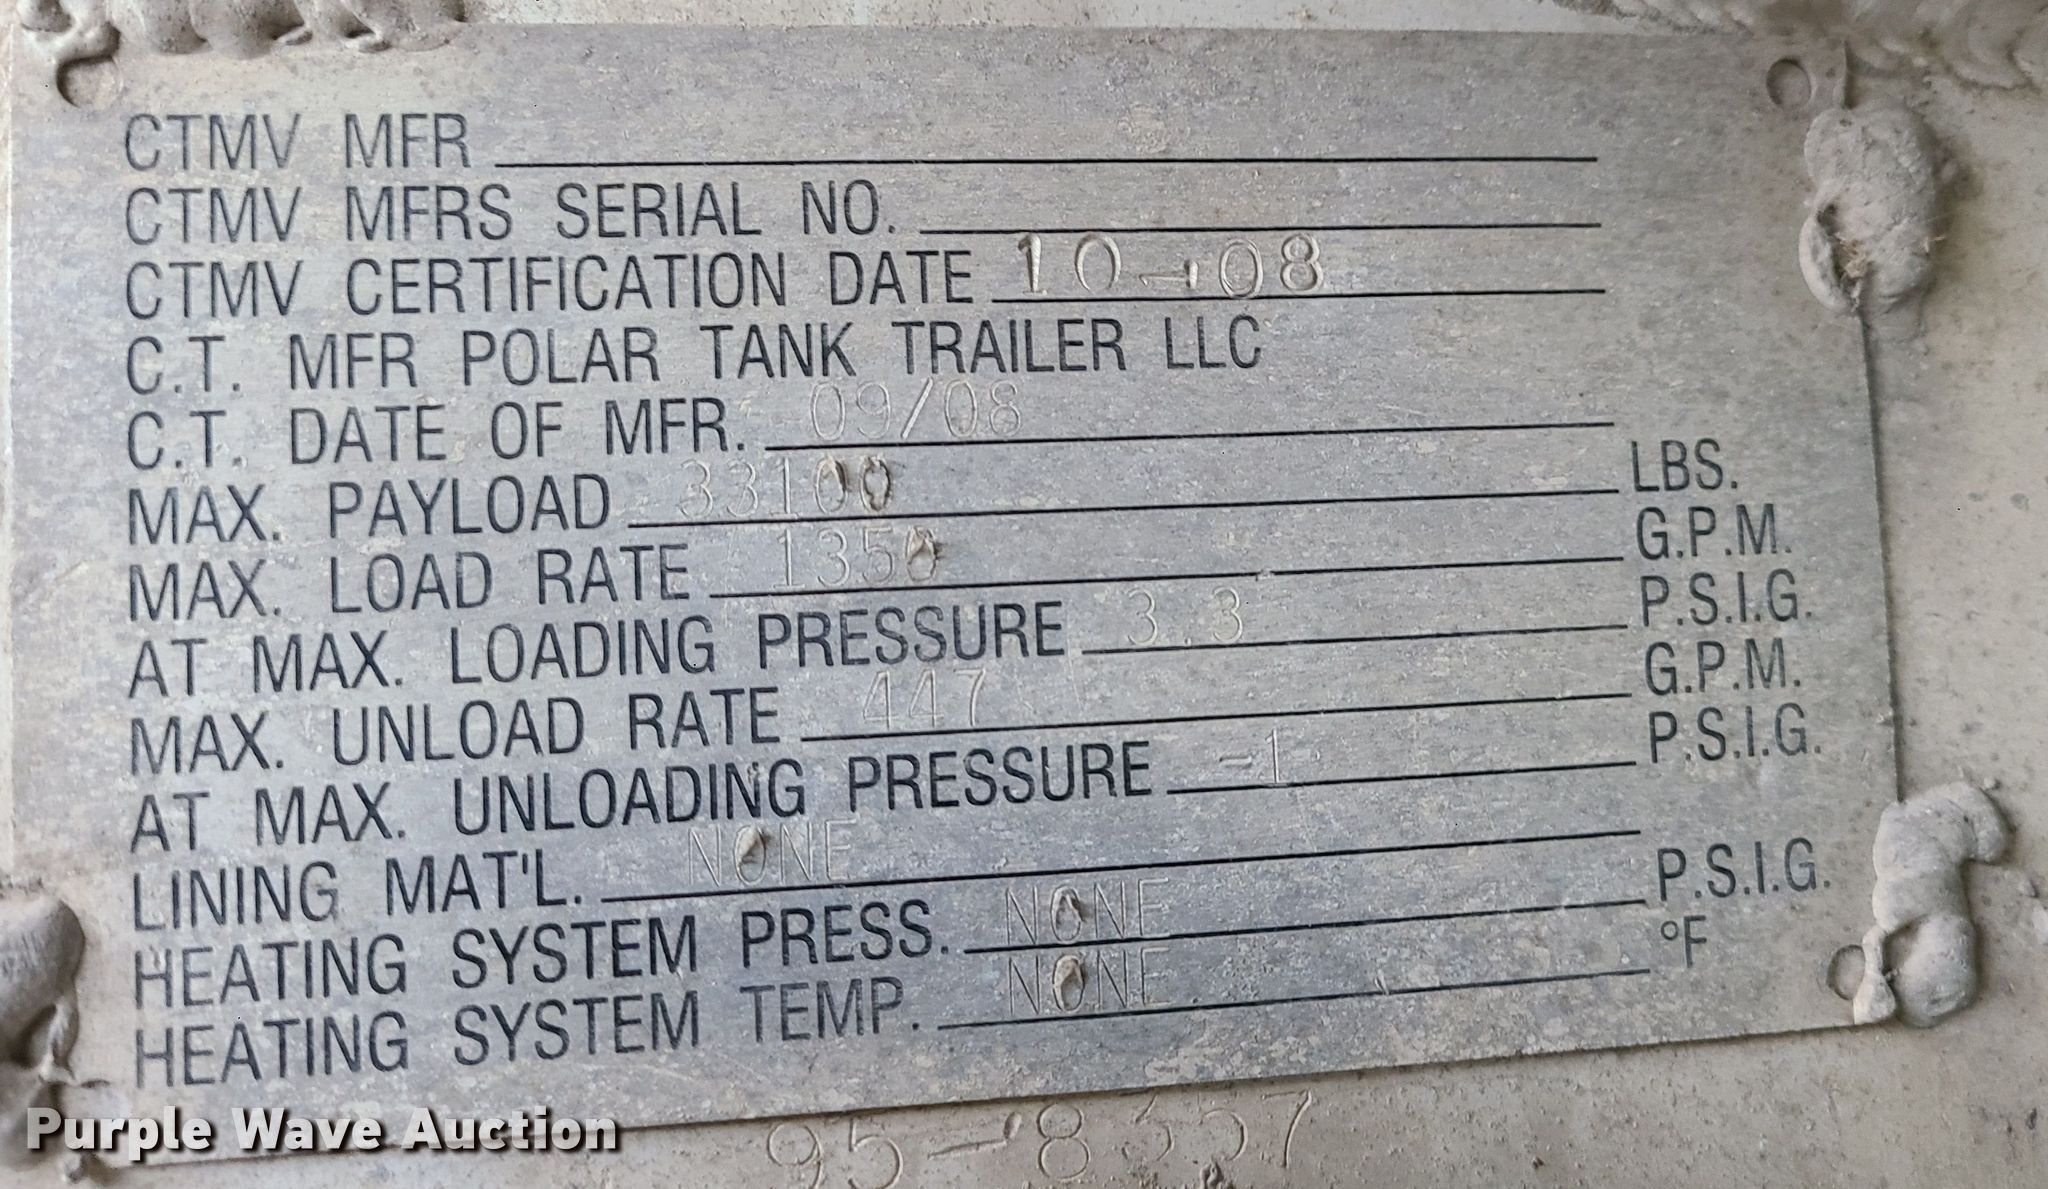 CTMV MFR
CTMV MFRS SERIAL NO.
CTMV CERTIFICATION DATE 10-08
C.T. MFR POLAR TANK TRAILER LLC
C.T. DATE OF MFR. 09/08
MAX. PAYLOAD 33100 LBS.
MAX. LOAD RATE 1350 G.P.M.
AT MAX. LOADING PRESSURE 3.3 P.S.I.G.
MAX. UNLOAD RATE 447 G.P.M.
AT MAX. UNLOADING PRESSURE -1 P.S.I.G.
LINING MAT'L. NONE
HEATING SYSTEM PRESS. NONE P.S.I.G.
HEATING SYSTEM TEMP. NONE °F
95-8357
Purple Wave Auction